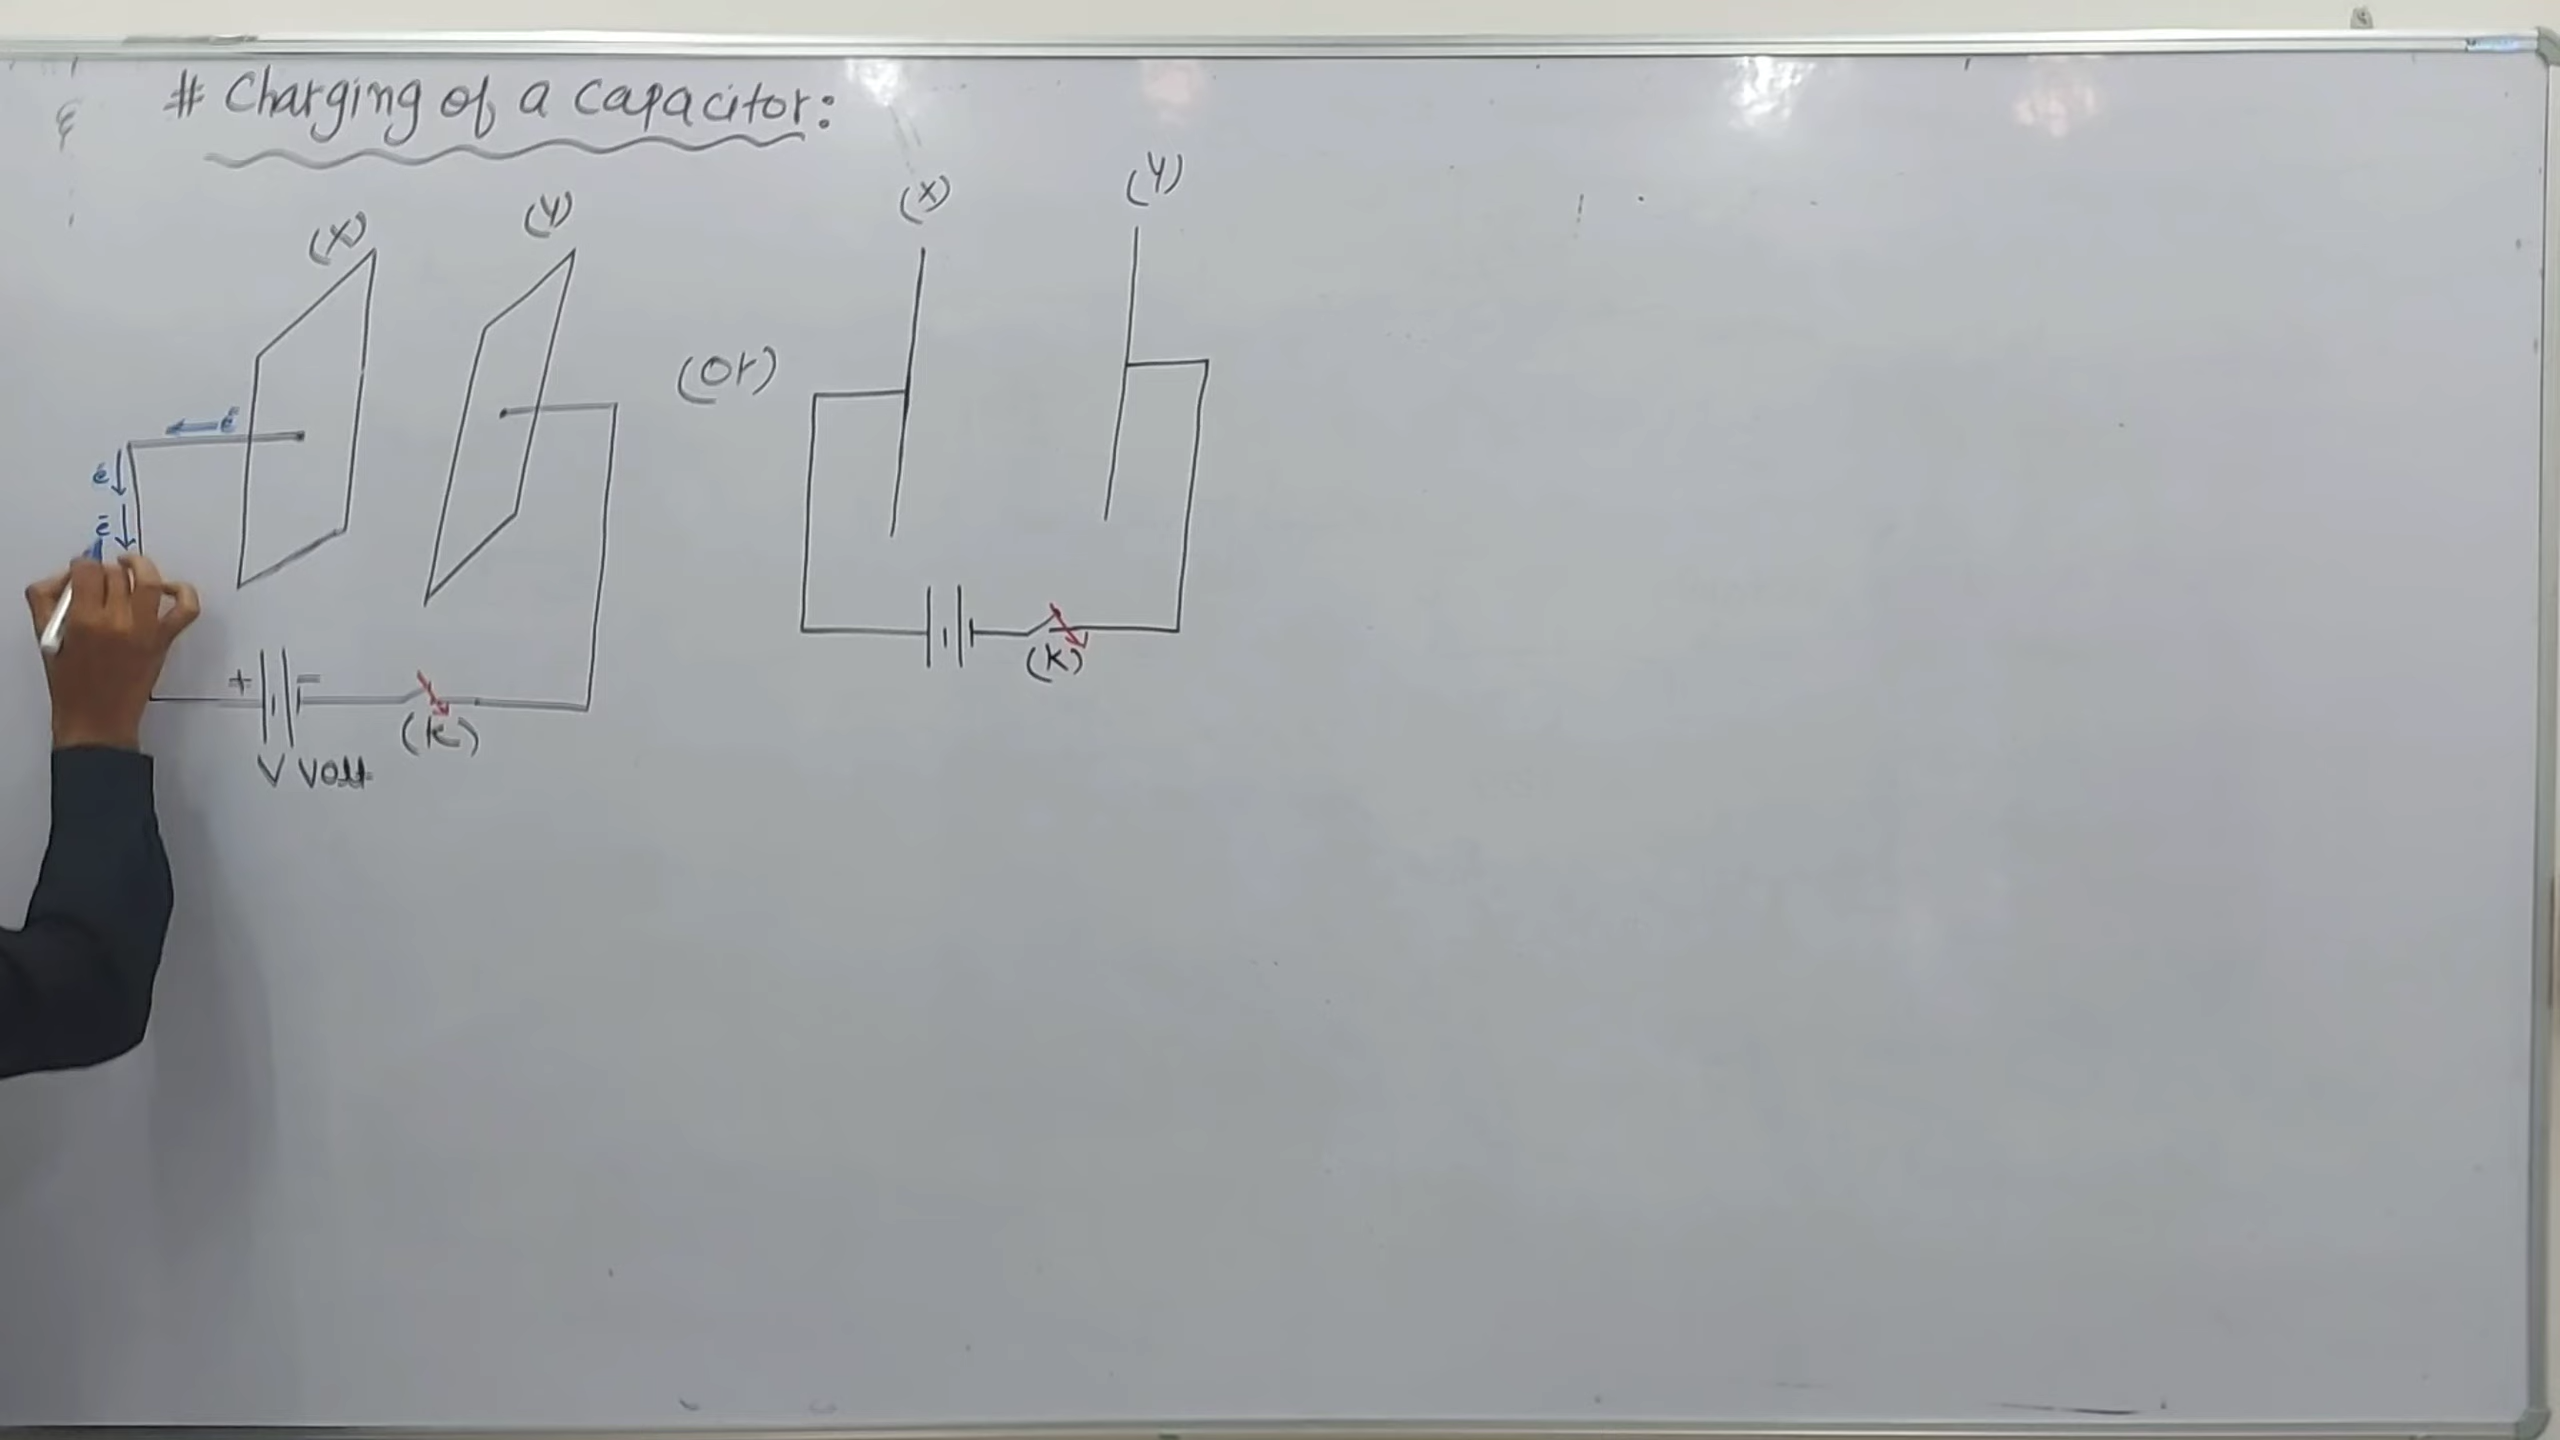 # Charging of a capacitor:
(X)
(Y)
(X)
(Y)
(or)
ē
ē
ē
+
−
(K)
V Volt
(K)